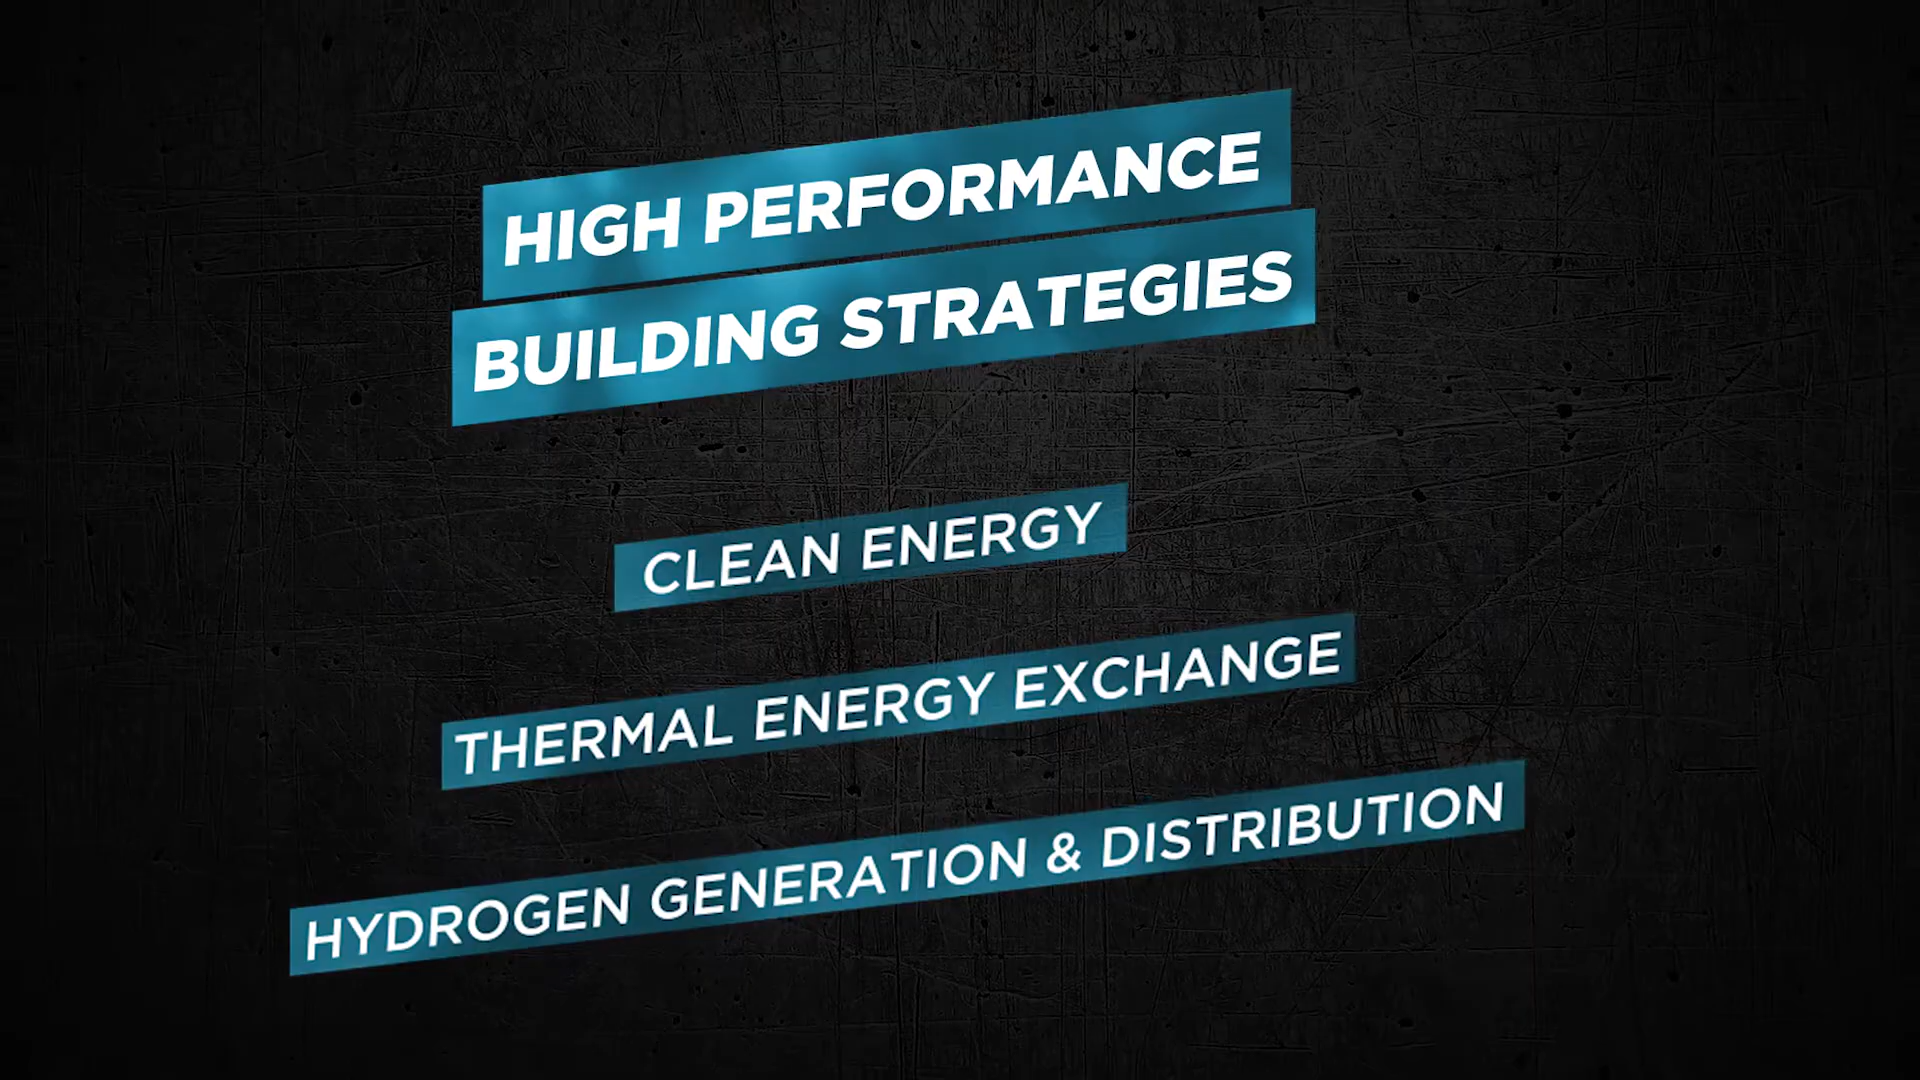 HIGH PERFORMANCE
BUILDING STRATEGIES
CLEAN ENERGY
THERMAL ENERGY EXCHANGE
HYDROGEN GENERATION & DISTRIBUTION